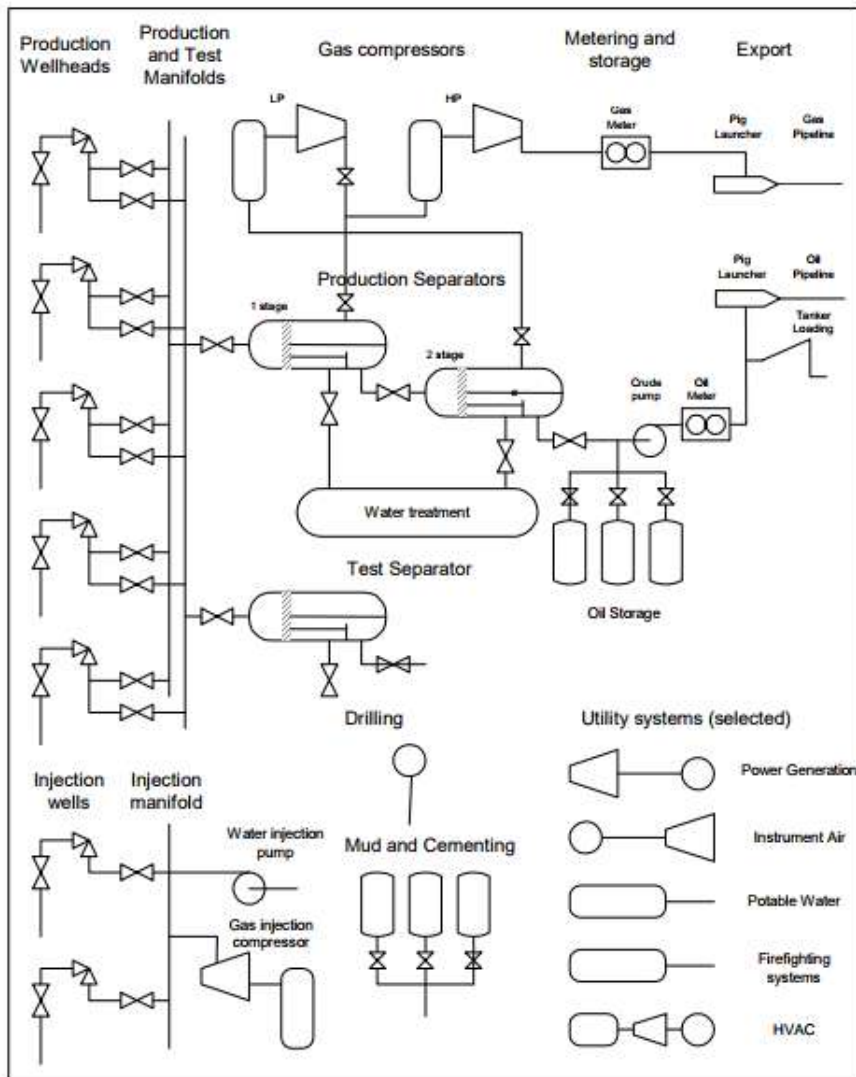 Production
Wellheads
Production
and Test
Manifolds
Gas compressors
Metering and
storage
Export
LP
HP
Gas
Meter
Pig
Launcher
Gas
Pipeline
Production Separators
1 stage
2 stage
Pig
Launcher
Oil
Pipeline
Tanker
Loading
Crude
pump
Oil
Meter
Water treatment
Test Separator
Oil Storage
Drilling
Utility systems (selected)
Injection
wells
Injection
manifold
Water injection
pump
Gas injection
compressor
Mud and Cementing
Power Generation
Instrument Air
Potable Water
Firefighting
systems
HVAC